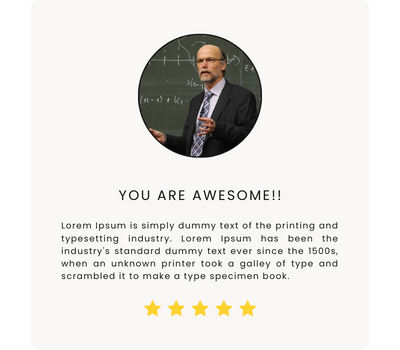 YOU ARE AWESOME!!
Lorem Ipsum is simply dummy text of the printing and
typesetting industry. Lorem Ipsum has been the
industry's standard dummy text ever since the 1500s,
when an unknown printer took a galley of type and
scrambled it to make a type specimen book.